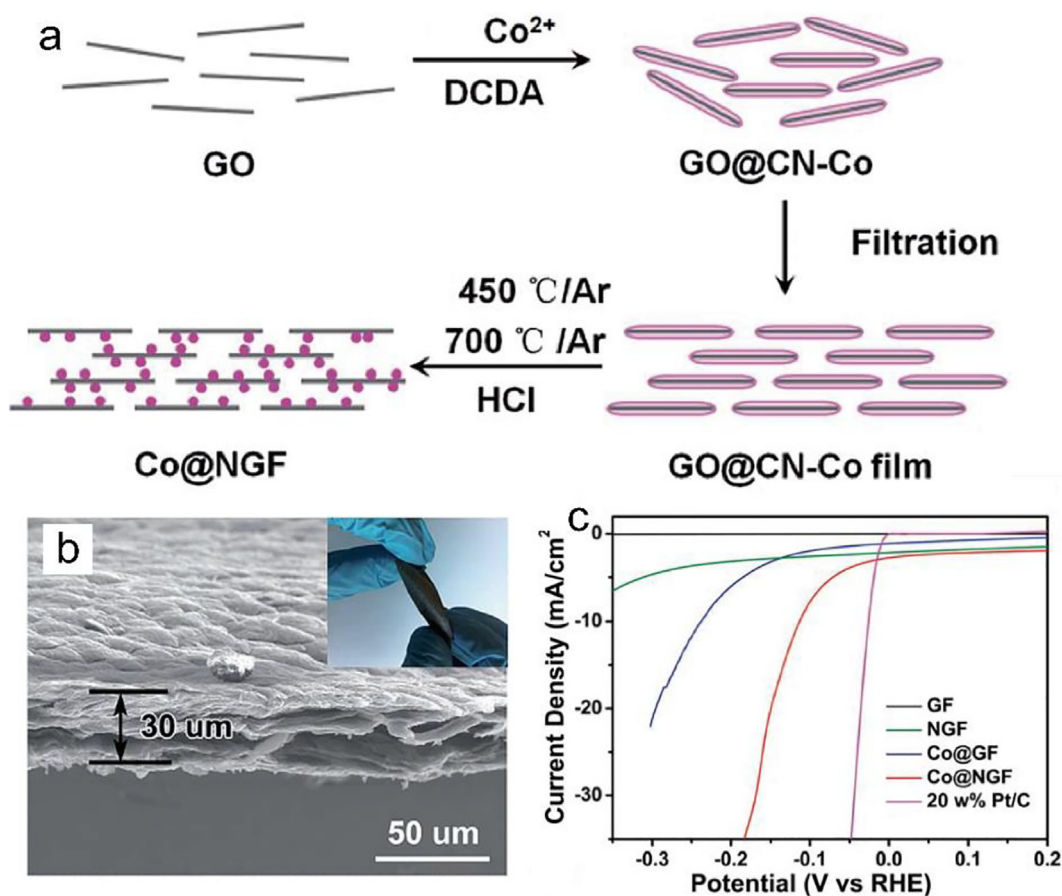 a
Co²⁺
DCDA
GO
GO@CN-Co
Filtration
450 ℃/Ar
700 ℃ /Ar
HCl
Co@NGF
GO@CN-Co film
b
30 um
50 um
c
0
-10
-20
-30
Current Density (mA/cm²)
GF
NGF
Co@GF
Co@NGF
20 w% Pt/C
-0.3 -0.2 -0.1 0.0 0.1 0.2
Potential (V vs RHE)